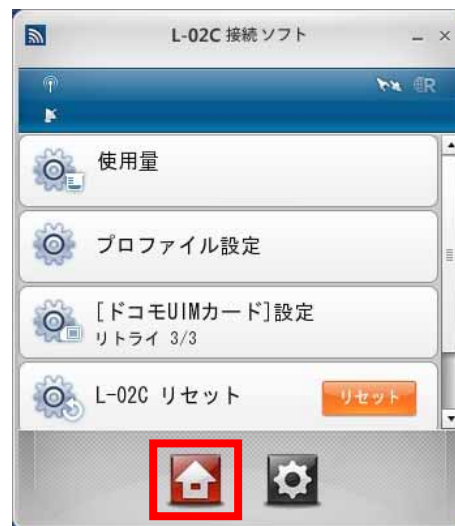 L-02C 接続ソフト
R
使用量
プロファイル設定
[ドコモUIMカード]設定
リトライ 3/3
L-02C リセット
リセット